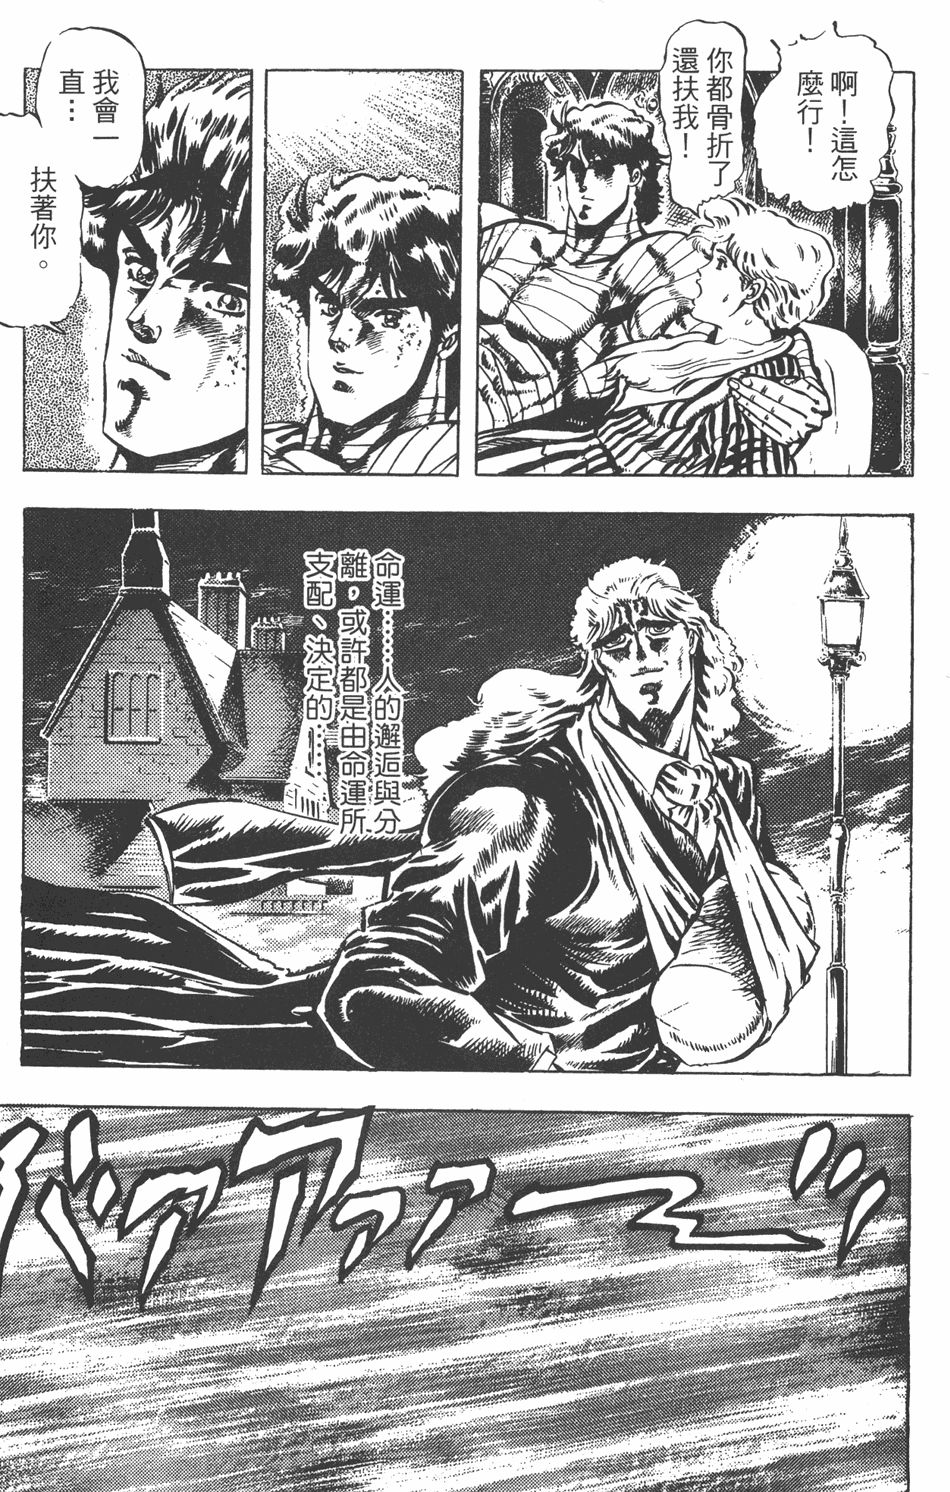 啊！這怎
麼行！
你都骨折了
還扶我！
我會一
直…
扶著你。
命運……人的邂逅與分
離，或許都是由命運所
支配、決定的……
バアアァァーッ